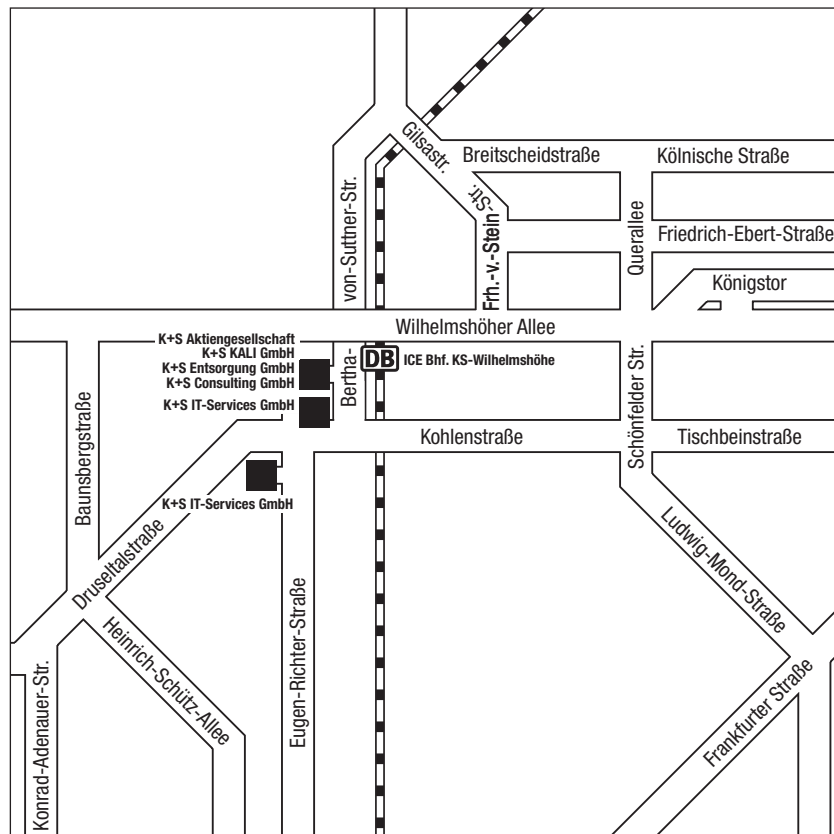 Gilsastr.
Breitscheidstraße
Kölnische Straße
von-Suttner-Str.
Frh.-v.-Stein-Str.
Querallee
Friedrich-Ebert-Straße
Königstor
Wilhelmshöher Allee
K+S Aktiengesellschaft
K+S KALI GmbH
K+S Entsorgung GmbH
K+S Consulting GmbH
K+S IT-Services GmbH
Bertha-
DB
ICE Bhf. KS-Wilhelmshöhe
Schönfelder Str.
Kohlenstraße
Tischbeinstraße
Baunsbergstraße
K+S IT-Services GmbH
Druseltalstraße
Ludwig-Mond-Straße
Heinrich-Schütz-Allee
Eugen-Richter-Straße
Konrad-Adenauer-Str.
Frankfurter Straße